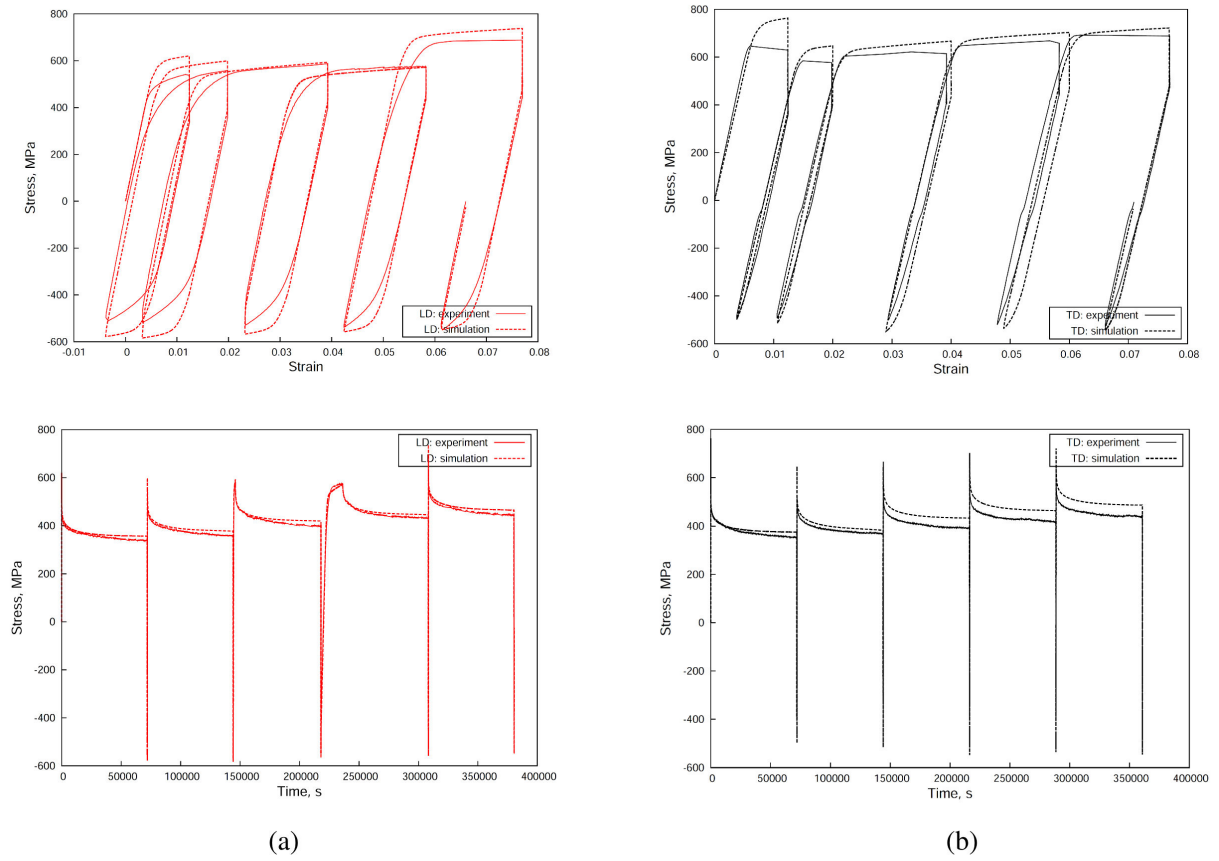 800
600
400
200
0
-200
-400
-600
Stress, MPa
-0.01 0 0.01 0.02 0.03 0.04 0.05 0.06 0.07 0.08
Strain
LD: experiment
LD: simulation
800
600
400
200
0
-200
-400
-600
Stress, MPa
0 0.01 0.02 0.03 0.04 0.05 0.06 0.07 0.08
Strain
TD: experiment
TD: simulation
800
600
400
200
0
-200
-400
-600
Stress, MPa
0 50000 100000 150000 200000 250000 300000 350000 400000
Time, s
LD: experiment
LD: simulation
800
600
400
200
0
-200
-400
-600
Stress, MPa
0 50000 100000 150000 200000 250000 300000 350000 400000
Time, s
TD: experiment
TD: simulation
(a)
(b)